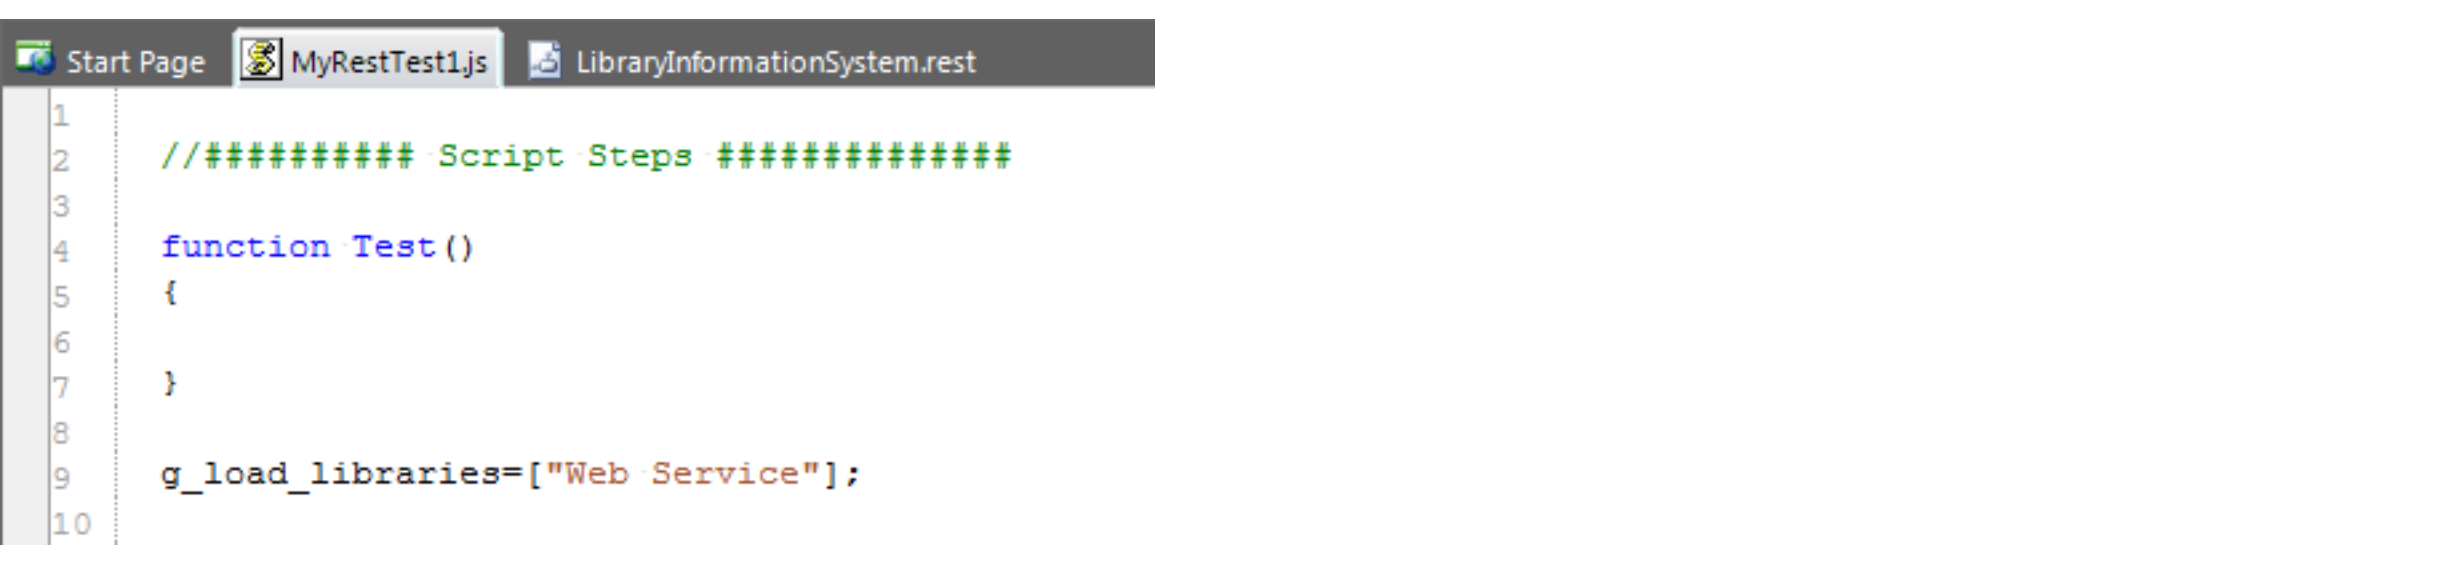 Start Page MyRestTest1.js LibraryInformationSystem.rest
1
2 //########## Script Steps ##############
3
4 function Test()
5 {
6
7 }
8
9 g_load_libraries=["Web Service"];
10